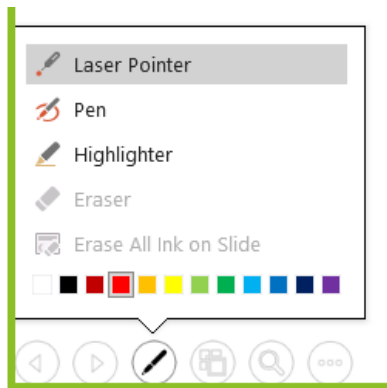 Laser Pointer
Pen
Highlighter
Eraser
Erase All Ink on Slide